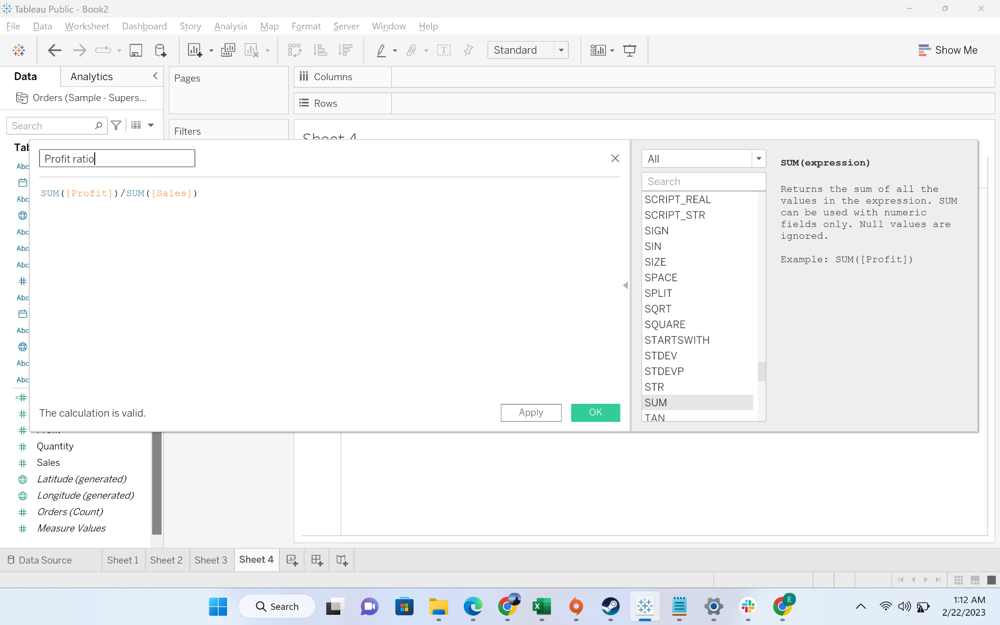 Tableau Public - Book2
File Data Worksheet Dashboard Story Analysis Map Format Server Window Help
Standard
Show Me
Data Analytics
Pages
Columns
Orders (Sample - Supers...
Rows
Search
Filters
Sheet 4
Tab
Profit ratio
All
SUM(expression)
Abc
Search
Returns the sum of all the
values in the expression. SUM
can be used with numeric
fields only. Null values are
ignored.
Example: SUM([Profit])
SUM([Profit])/SUM([Sales])
Abc
Abc
Abc
Abc
Abc
Abc
Abc
Abc
SCRIPT_REAL
SCRIPT_STR
SIGN
SIN
SIZE
SPACE
SPLIT
SQRT
SQUARE
STARTSWITH
STDEV
STDEVP
STR
SUM
TAN
The calculation is valid.
Apply
OK
Quantity
Sales
Latitude (generated)
Longitude (generated)
Orders (Count)
Measure Values
Data Source Sheet 1 Sheet 2 Sheet 3 Sheet 4
Search
E
1:12 AM
2/22/2023